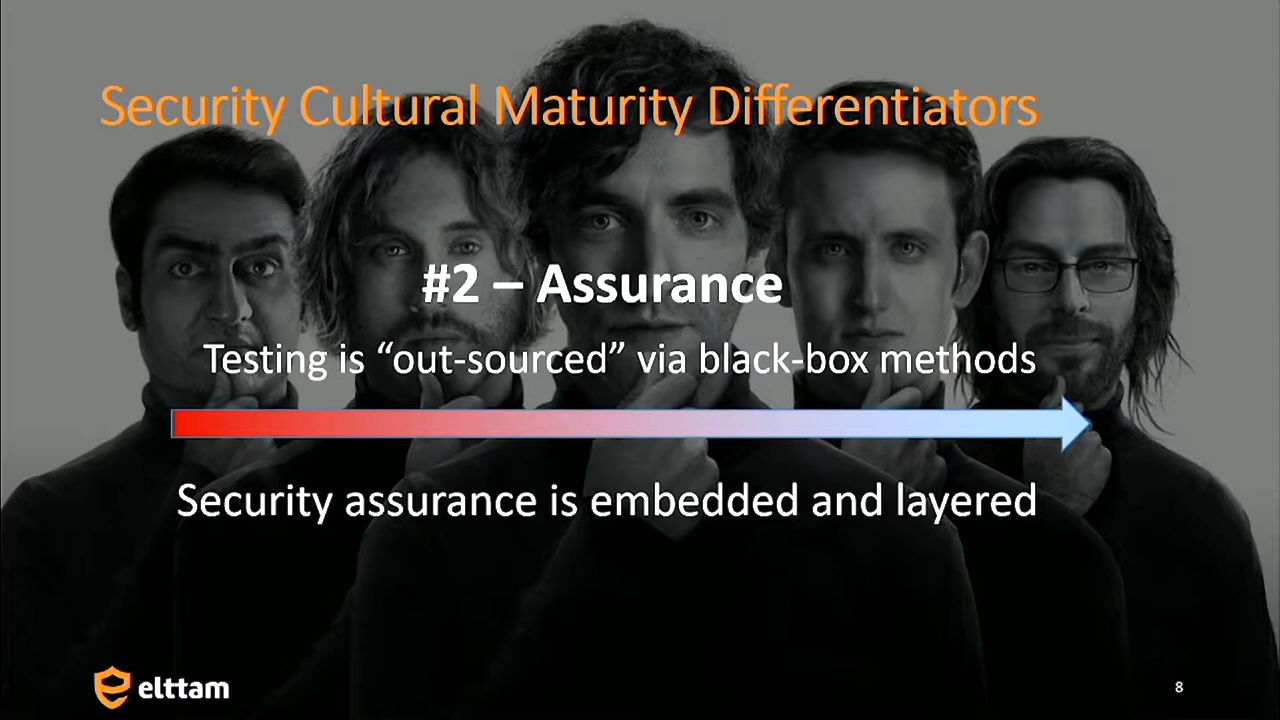 Security Cultural Maturity Differentiators
#2 – Assurance
Testing is “out-sourced” via black-box methods
Security assurance is embedded and layered
elttam
8